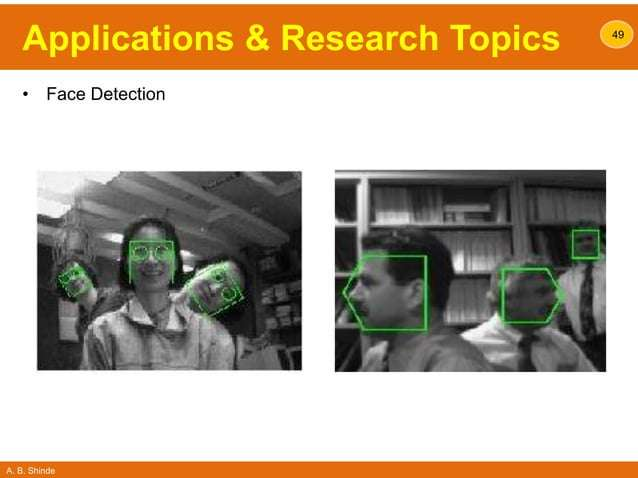 Applications & Research Topics
49
• Face Detection
A. B. Shinde